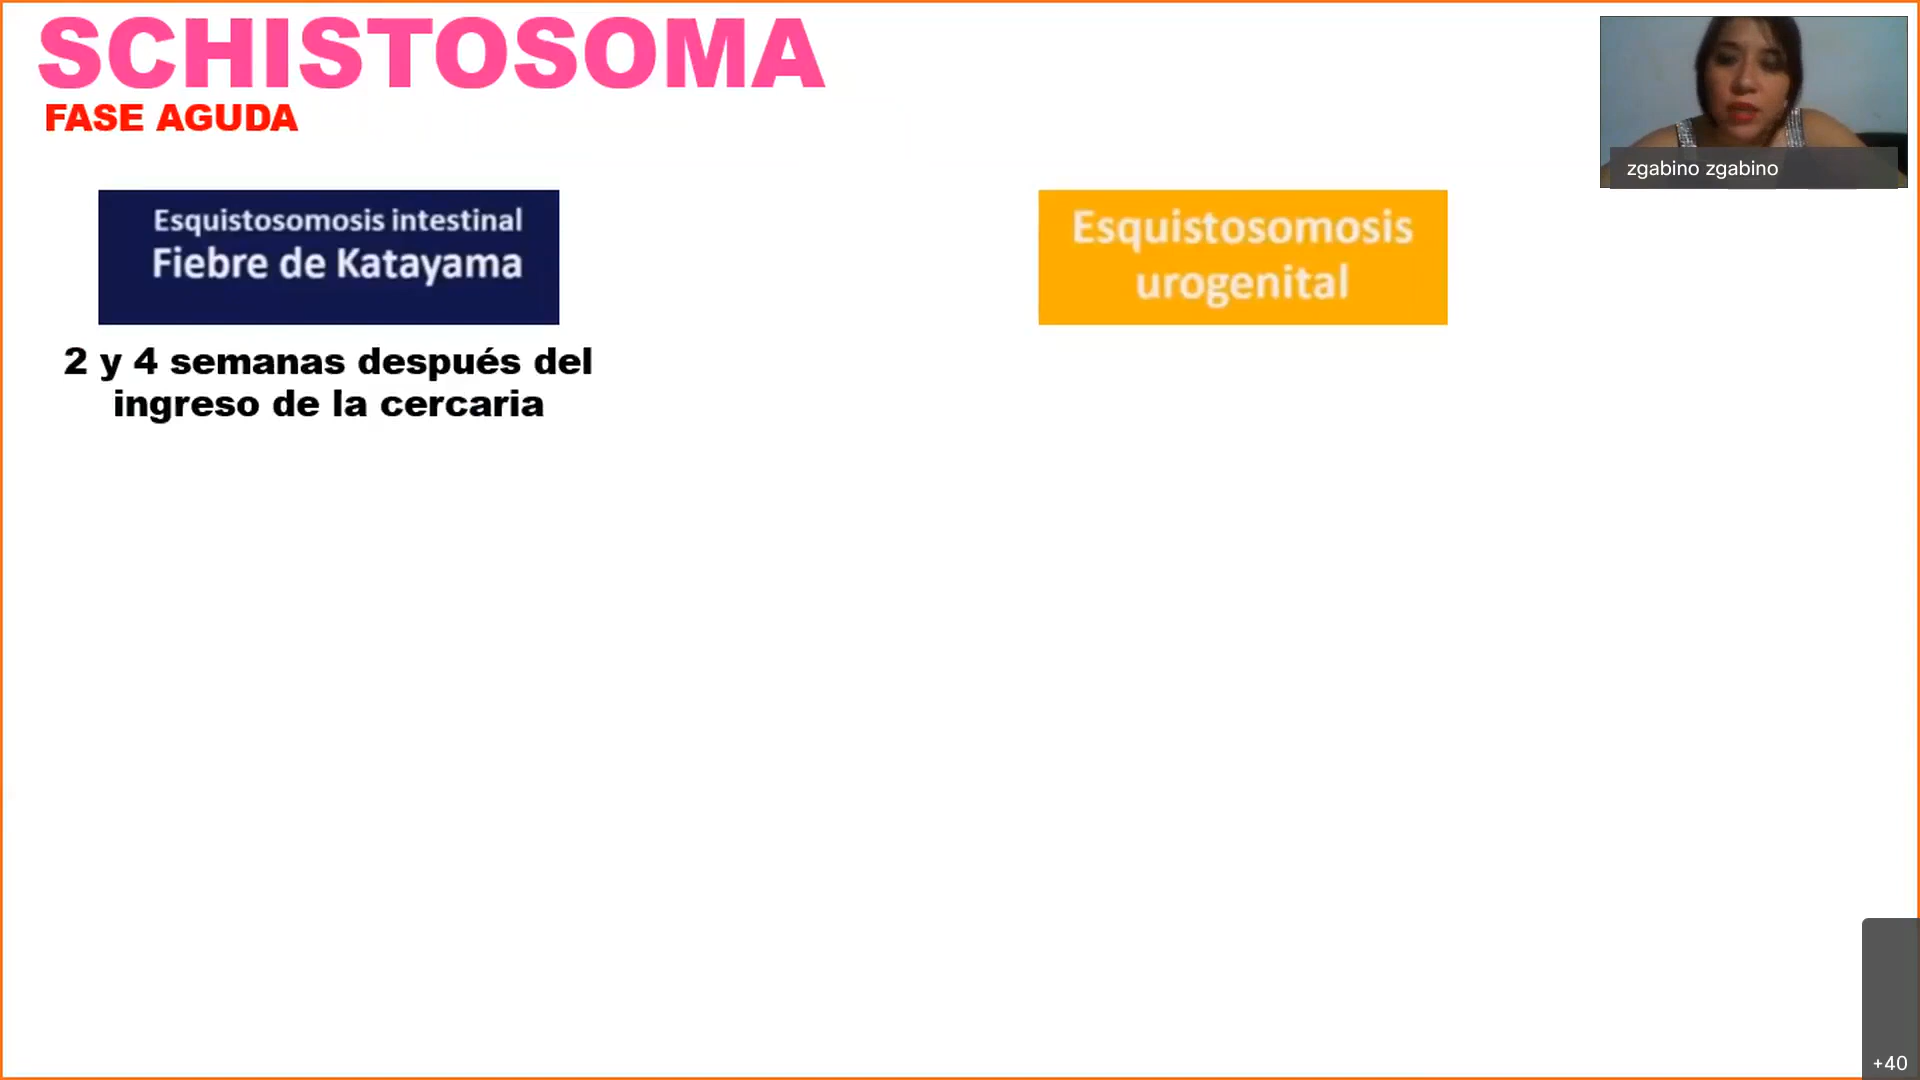 SCHISTOSOMA
FASE AGUDA
zgabino zgabino
Esquistosomosis intestinal
Fiebre de Katayama
Esquistosomosis
urogenital
2 y 4 semanas después del
ingreso de la cercaria
+40